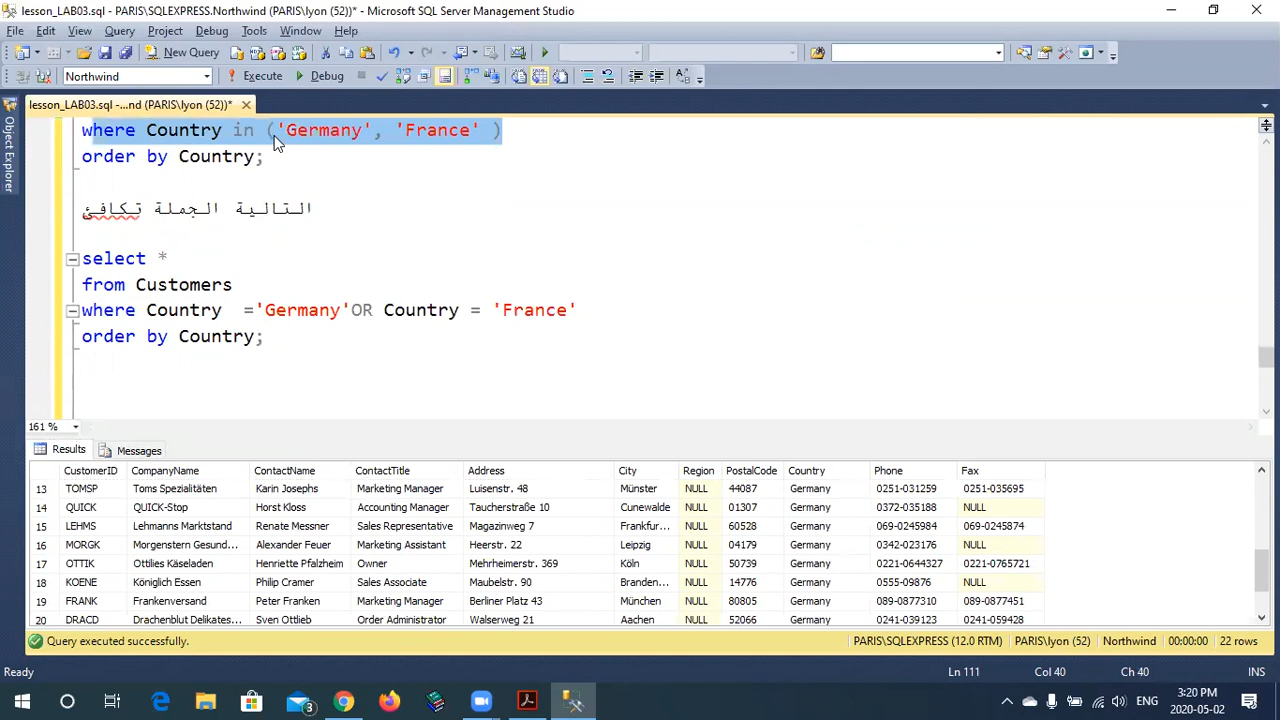 lesson_LAB03.sql - PARIS\SQLEXPRESS.Northwind (PARIS\lyon (52))* - Microsoft SQL Server Management Studio
File Edit View Query Project Debug Tools Window Help
New Query
Northwind Execute Debug
lesson_LAB03.sql -...nd (PARIS\lyon (52))*
Object Explorer
where Country in ('Germany', 'France' )
order by Country;
التالية الجملة تكافئ
select *
from Customers
where Country ='Germany'OR Country = 'France'
order by Country;
161 %
Results Messages
CustomerID CompanyName ContactName ContactTitle Address City Region PostalCode Country Phone Fax
13 TOMSP Toms Spezialitäten Karin Josephs Marketing Manager Luisenstr. 48 Münster NULL 44087 Germany 0251-031259 0251-035695
14 QUICK QUICK-Stop Horst Kloss Accounting Manager Taucherstraße 10 Cunewalde NULL 01307 Germany 0372-035188 NULL
15 LEHMS Lehmanns Marktstand Renate Messner Sales Representative Magazinweg 7 Frankfur... NULL 60528 Germany 069-0245984 069-0245874
16 MORGK Morgenstern Gesund... Alexander Feuer Marketing Assistant Heerstr. 22 Leipzig NULL 04179 Germany 0342-023176 NULL
17 OTTIK Ottilies Käseladen Henriette Pfalzheim Owner Mehrheimerstr. 369 Köln NULL 50739 Germany 0221-0644327 0221-0765721
18 KOENE Königlich Essen Philip Cramer Sales Associate Maubelstr. 90 Branden... NULL 14776 Germany 0555-09876 NULL
19 FRANK Frankenversand Peter Franken Marketing Manager Berliner Platz 43 München NULL 80805 Germany 089-0877310 089-0877451
20 DRACD Drachenblut Delikates... Sven Ottlieb Order Administrator Walserweg 21 Aachen NULL 52066 Germany 0241-039123 0241-059428
Query executed successfully. PARIS\SQLEXPRESS (12.0 RTM) PARIS\lyon (52) Northwind 00:00:00 22 rows
Ready Ln 111 Col 40 Ch 40 INS
3 ENG 3:20 PM
2020-05-02